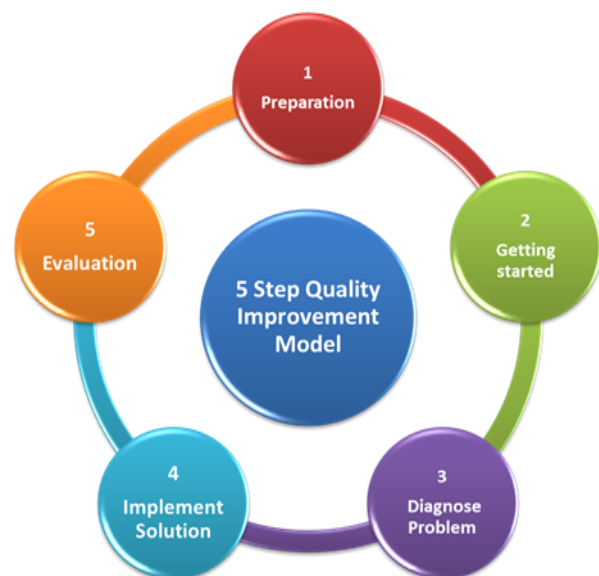 1
Preparation
2
Getting
started
3
Diagnose
Problem
4
Implement
Solution
5
Evaluation
5 Step Quality
Improvement
Model